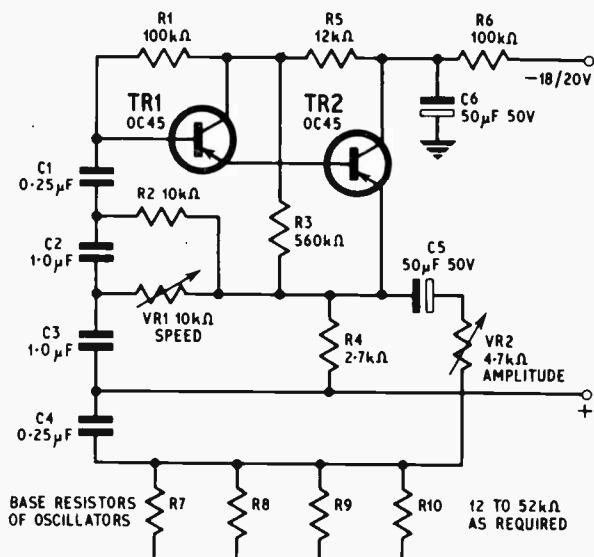 R1
100kΩ
R5
12kΩ
R6
100kΩ
−18/20V
TR1
OC45
TR2
OC45
C6
50μF 50V
C1
0·25μF
R2 10kΩ
R3
560kΩ
C2
1·0μF
C5
50μF 50V
VR1 10kΩ
SPEED
C3
1·0μF
R4
2·7kΩ
VR2
4·7kΩ
AMPLITUDE
+
C4
0·25μF
BASE RESISTORS
OF OSCILLATORS
R7
R8
R9
R10
12 TO 52kΩ
AS REQUIRED